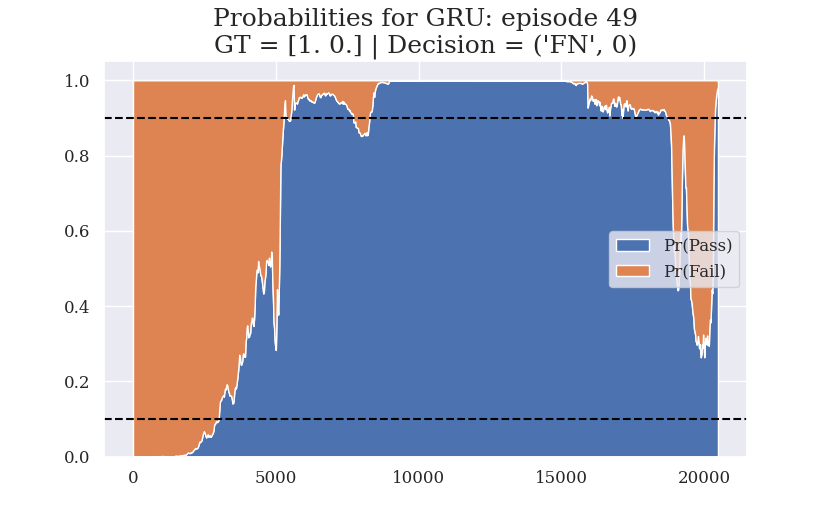 Probabilities for GRU: episode 49
GT = [1. 0.] | Decision = ('FN', 0)
1.0
0.8
0.6
0.4
0.2
0.0
Pr(Pass)
Pr(Fail)
0
5000
10000
15000
20000